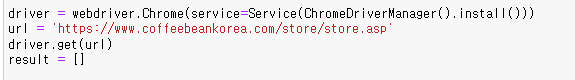 driver = webdriver.Chrome(service=Service(ChromeDriverManager().install()))
url = 'https://www.coffeebeankorea.com/store/store.asp'
driver.get(url)
result = []